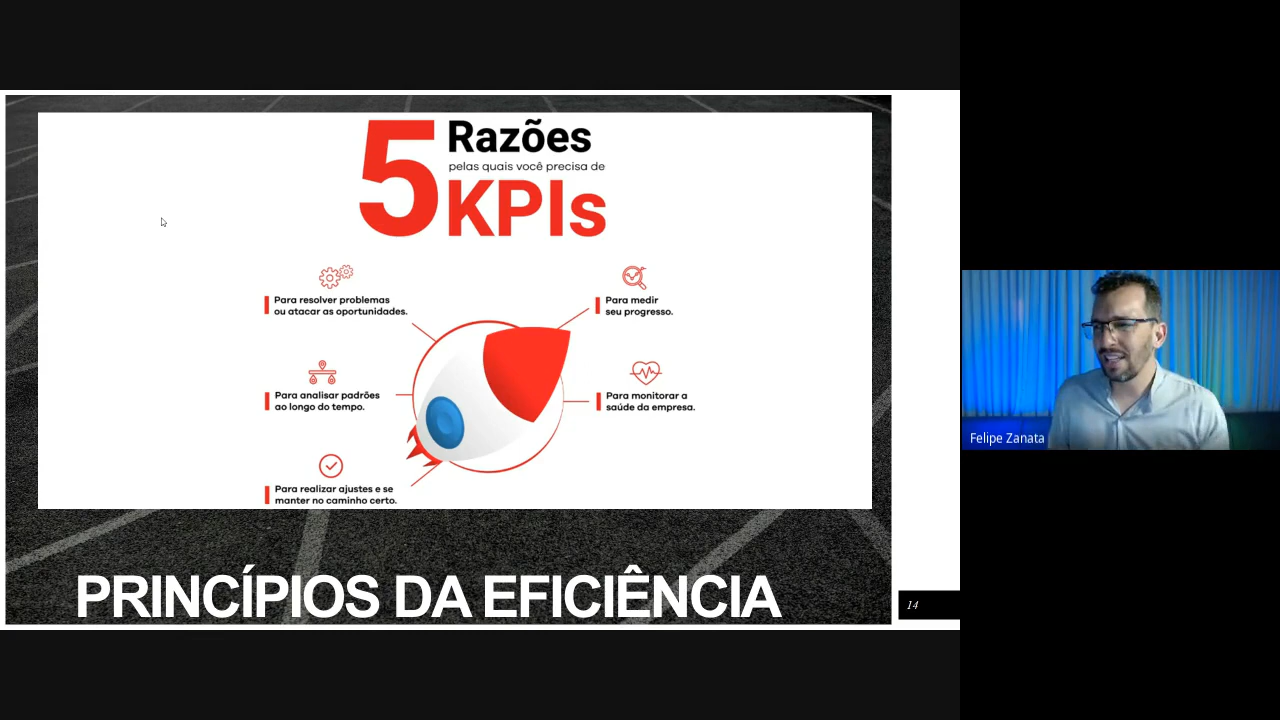 5 Razões
pelas quais você precisa de
KPIs
Para resolver problemas
ou atacar as oportunidades.
Para medir
seu progresso.
Para analisar padrões
ao longo do tempo.
Para monitorar a
saúde da empresa.
Para realizar ajustes e se
manter no caminho certo.
PRINCÍPIOS DA EFICIÊNCIA
14
Felipe Zanata